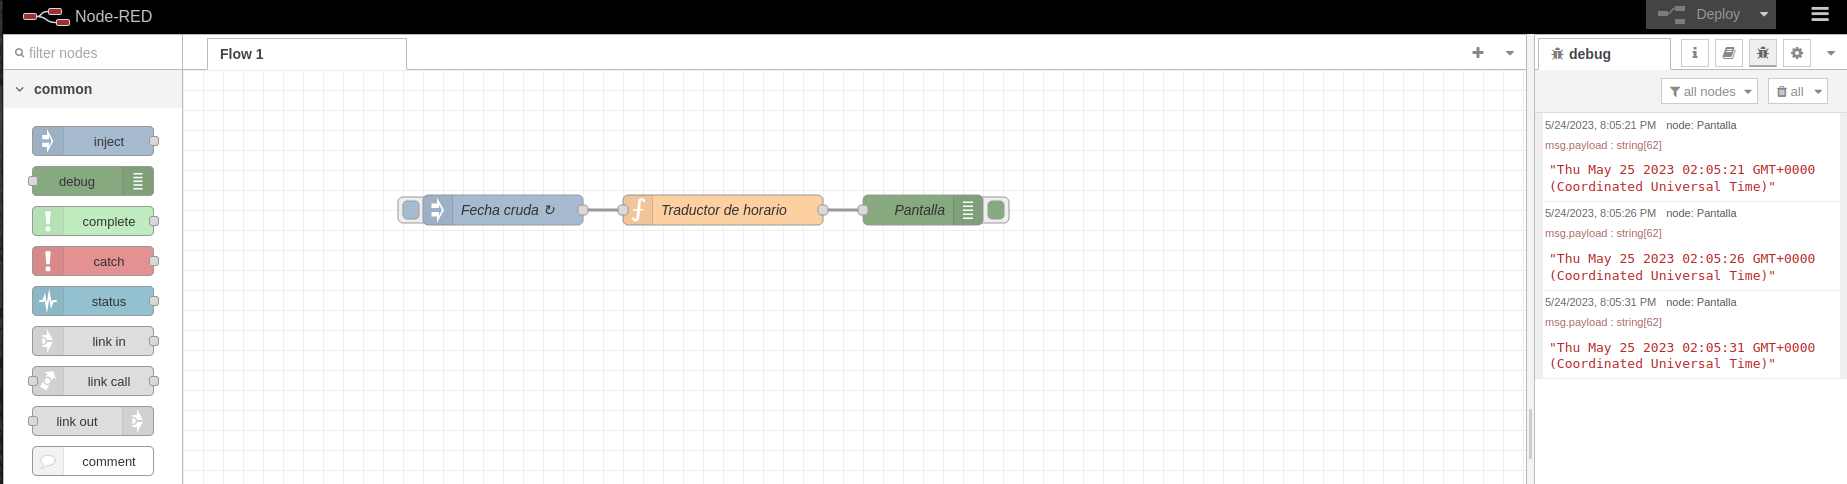 Node-RED
Deploy
filter nodes
Flow 1
debug
i
all nodes
all
common
inject
debug
complete
catch
status
link in
link call
link out
comment
Fecha cruda ↻
Traductor de horario
Pantalla
5/24/2023, 8:05:21 PM node: Pantalla
msg.payload : string[62]
"Thu May 25 2023 02:05:21 GMT+0000
(Coordinated Universal Time)"
5/24/2023, 8:05:26 PM node: Pantalla
msg.payload : string[62]
"Thu May 25 2023 02:05:26 GMT+0000
(Coordinated Universal Time)"
5/24/2023, 8:05:31 PM node: Pantalla
msg.payload : string[62]
"Thu May 25 2023 02:05:31 GMT+0000
(Coordinated Universal Time)"